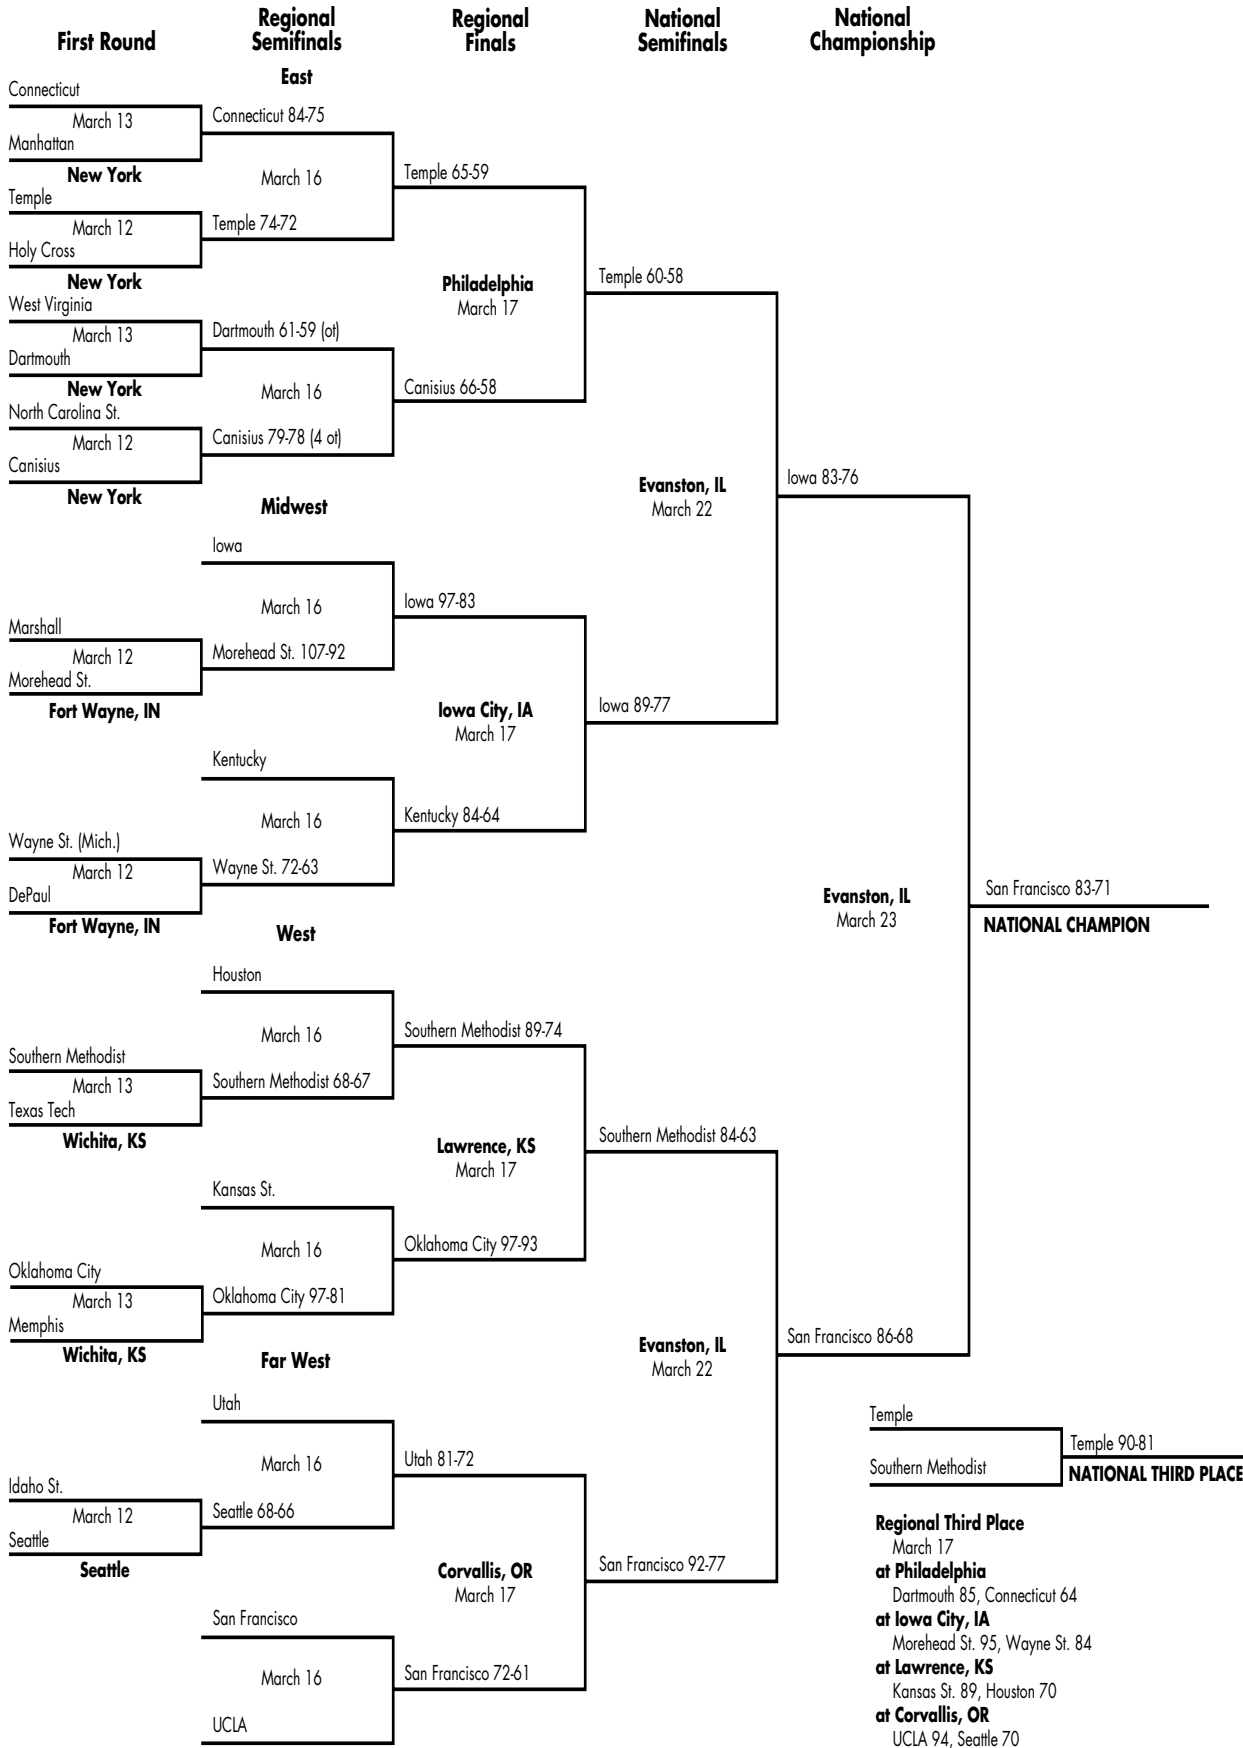 First Round
Regional
Semifinals
Regional
Finals
National
Semifinals
National
Championship
East
Connecticut
March 13
Manhattan
New York
Temple
March 12
Holy Cross
New York
West Virginia
March 13
Dartmouth
New York
North Carolina St.
March 12
Canisius
New York
Connecticut 84-75
March 16
Temple 74-72
Dartmouth 61-59 (ot)
March 16
Canisius 79-78 (4 ot)
Temple 65-59
Philadelphia
March 17
Canisius 66-58
Temple 60-58
Midwest
Marshall
March 12
Morehead St.
Fort Wayne, IN
Wayne St. (Mich.)
March 12
DePaul
Fort Wayne, IN
Iowa
March 16
Morehead St. 107-92
Kentucky
March 16
Wayne St. 72-63
Iowa 97-83
Iowa City, IA
March 17
Kentucky 84-64
Iowa 89-77
Evanston, IL
March 22
Iowa 83-76
West
Southern Methodist
March 13
Texas Tech
Wichita, KS
Oklahoma City
March 13
Memphis
Wichita, KS
Houston
March 16
Southern Methodist 68-67
Kansas St.
March 16
Oklahoma City 97-81
Southern Methodist 89-74
Lawrence, KS
March 17
Oklahoma City 97-93
Southern Methodist 84-63
Far West
Idaho St.
March 12
Seattle
Seattle
Utah
March 16
Seattle 68-66
San Francisco
March 16
UCLA
Utah 81-72
Corvallis, OR
March 17
San Francisco 72-61
San Francisco 92-77
Evanston, IL
March 22
San Francisco 86-68
Evanston, IL
March 23
San Francisco 83-71
NATIONAL CHAMPION
Temple
Southern Methodist
Temple 90-81
NATIONAL THIRD PLACE
Regional Third Place
March 17
at Philadelphia
Dartmouth 85, Connecticut 64
at Iowa City, IA
Morehead St. 95, Wayne St. 84
at Lawrence, KS
Kansas St. 89, Houston 70
at Corvallis, OR
UCLA 94, Seattle 70